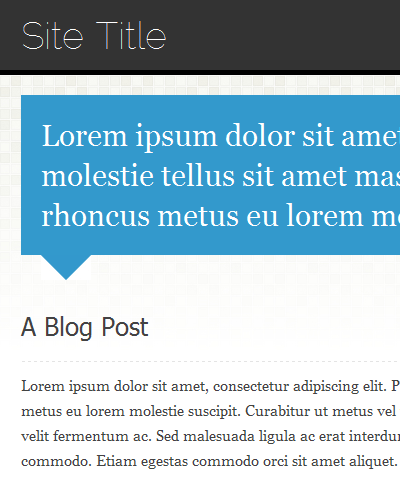 Site Title
Lorem ipsum dolor sit amet
molestie tellus sit amet mas
rhoncus metus eu lorem mo
A Blog Post
Lorem ipsum dolor sit amet, consectetur adipiscing elit. P
metus eu lorem molestie suscipit. Curabitur ut metus vel
velit fermentum ac. Sed malesuada ligula ac erat interdu
commodo. Etiam egestas commodo orci sit amet aliquet.